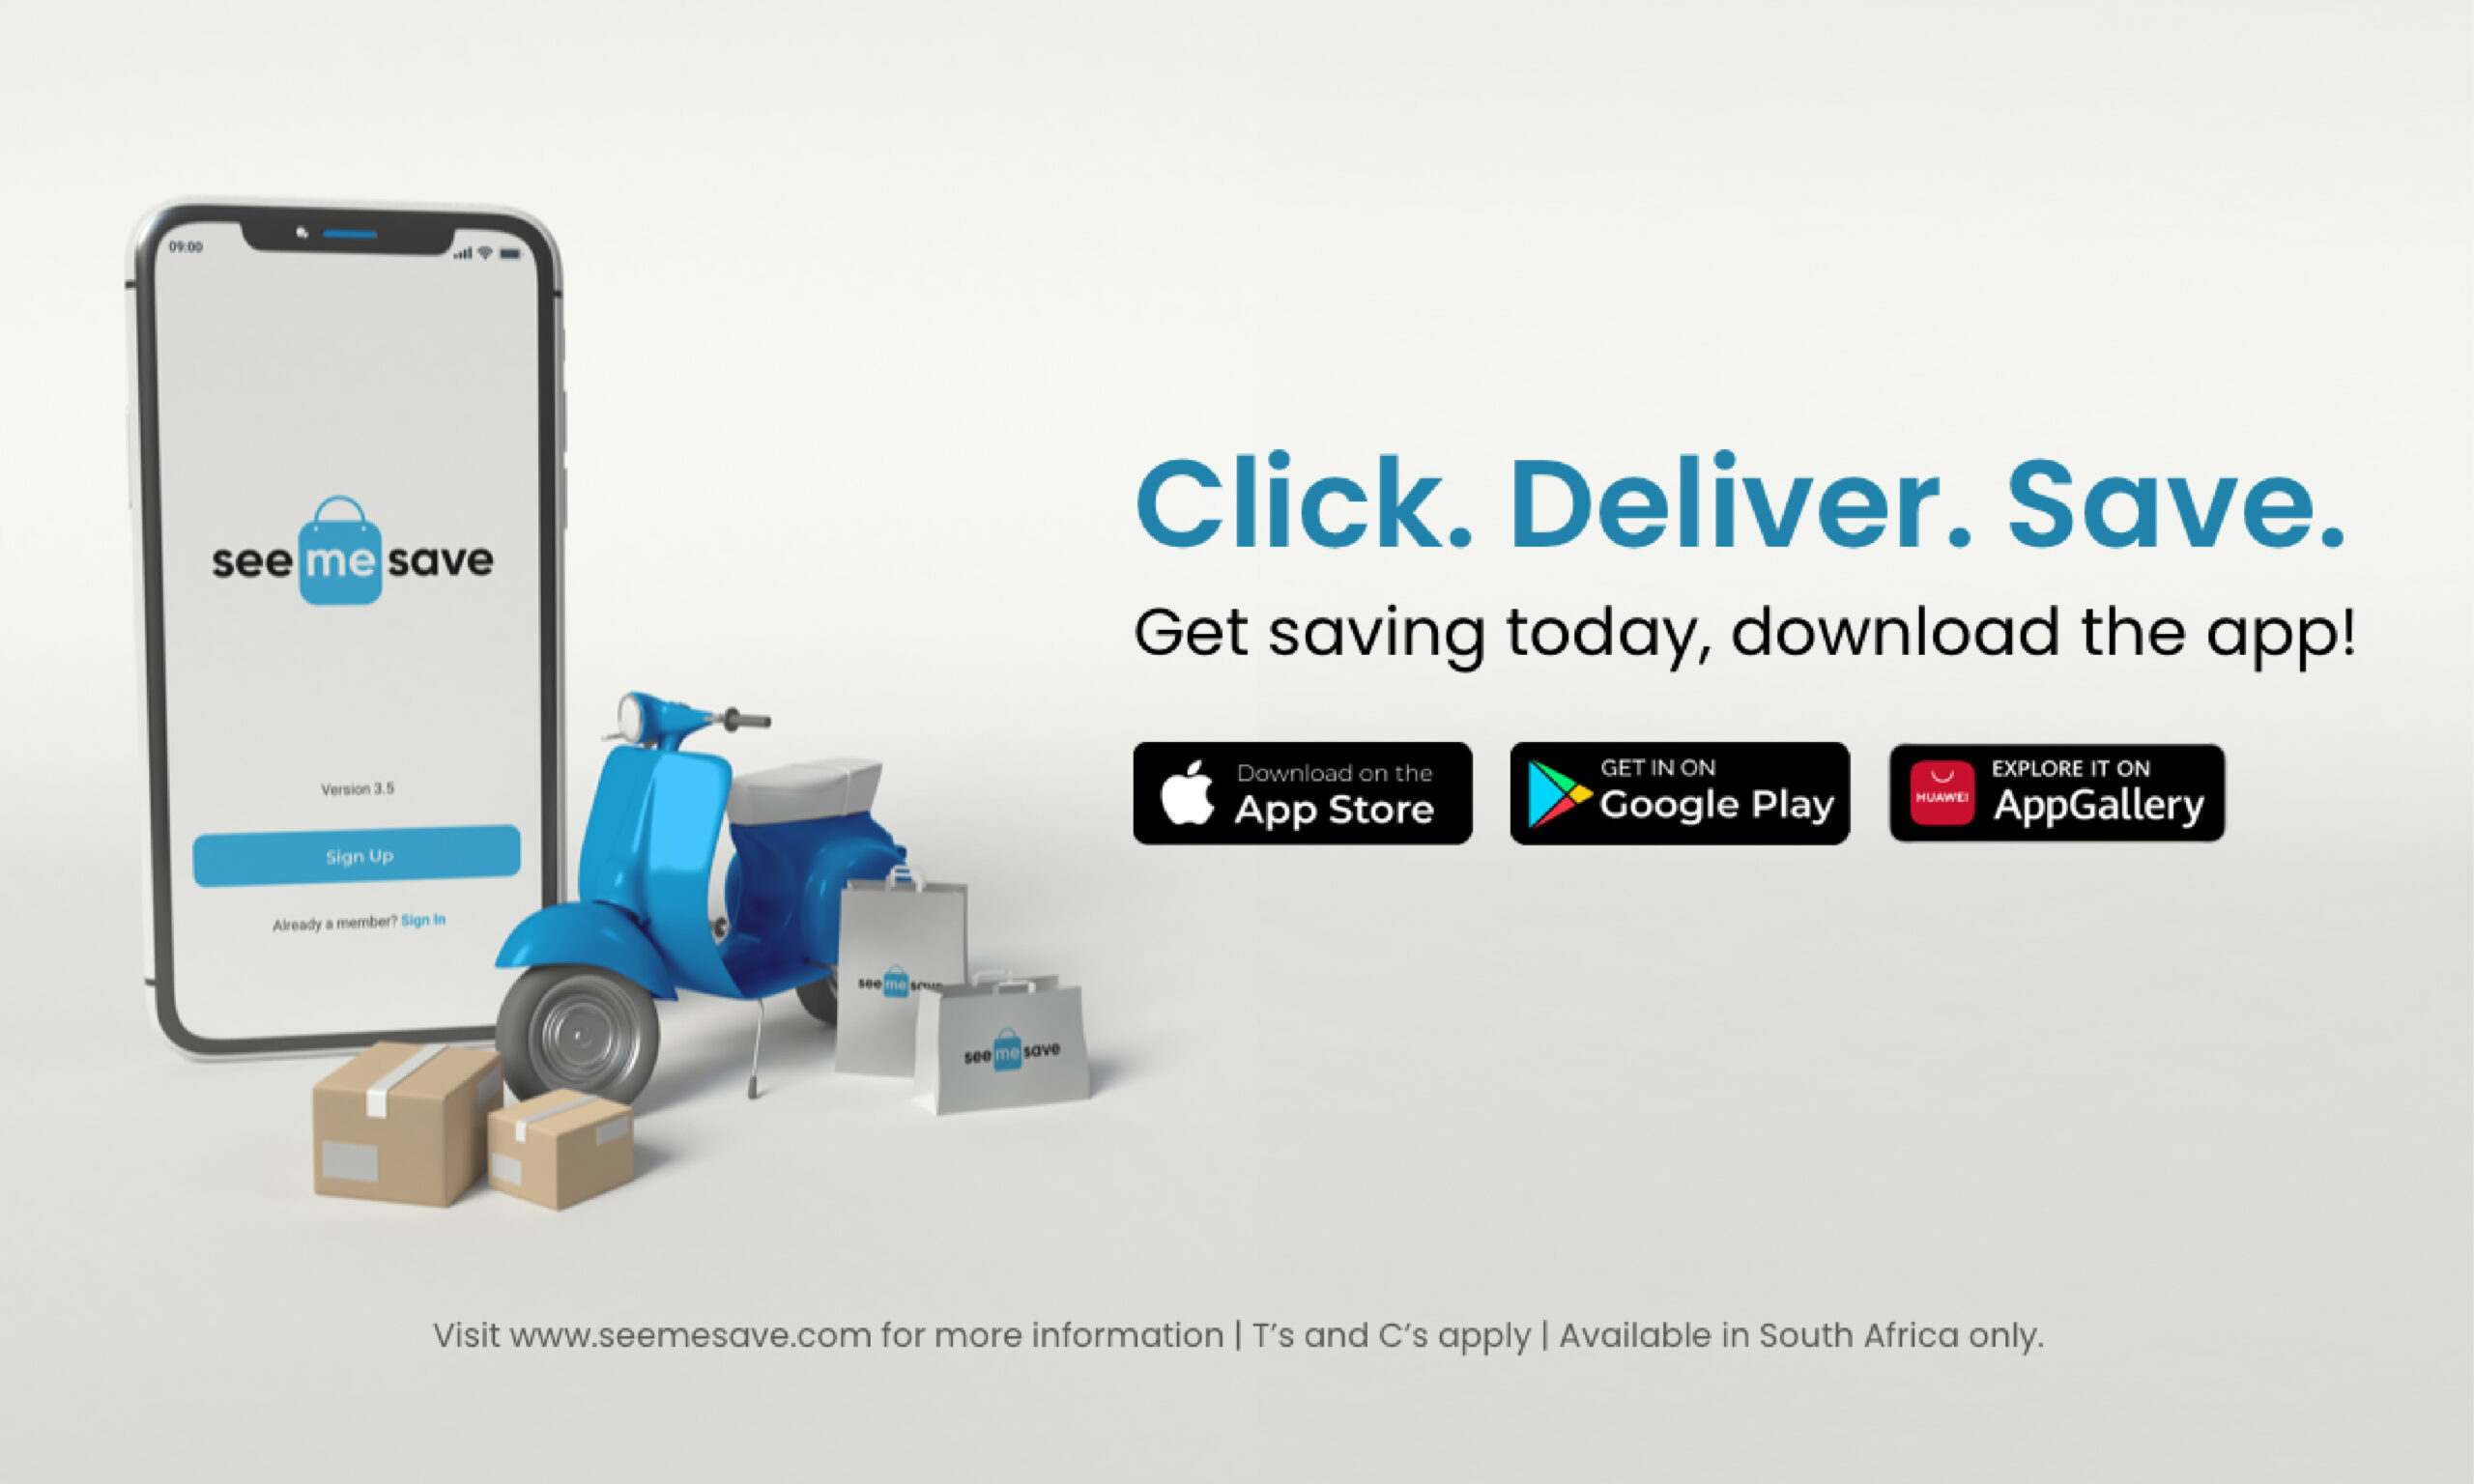 09:00
see me save
Version 3.5
Sign Up
Already a member? Sign In
see me save
see me save
Click. Deliver. Save.
Get saving today, download the app!
Download on the
App Store
GET IN ON
Google Play
HUAWEI
EXPLORE IT ON
AppGallery
Visit www.seemesave.com for more information | T's and C's apply | Available in South Africa only.